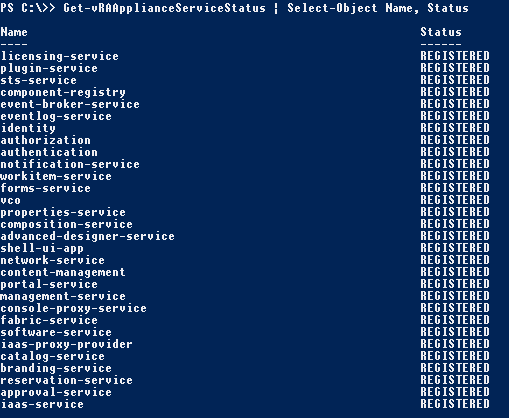 PS C:\>> Get-vRAApplianceServiceStatus | Select-Object Name, Status
Name Status
---- ------
licensing-service REGISTERED
plugin-service REGISTERED
sts-service REGISTERED
component-registry REGISTERED
event-broker-service REGISTERED
eventlog-service REGISTERED
identity REGISTERED
authorization REGISTERED
authentication REGISTERED
notification-service REGISTERED
workitem-service REGISTERED
forms-service REGISTERED
vco REGISTERED
properties-service REGISTERED
composition-service REGISTERED
advanced-designer-service REGISTERED
shell-ui-app REGISTERED
network-service REGISTERED
content-management REGISTERED
portal-service REGISTERED
management-service REGISTERED
console-proxy-service REGISTERED
fabric-service REGISTERED
software-service REGISTERED
iaas-proxy-provider REGISTERED
catalog-service REGISTERED
branding-service REGISTERED
reservation-service REGISTERED
approval-service REGISTERED
iaas-service REGISTERED